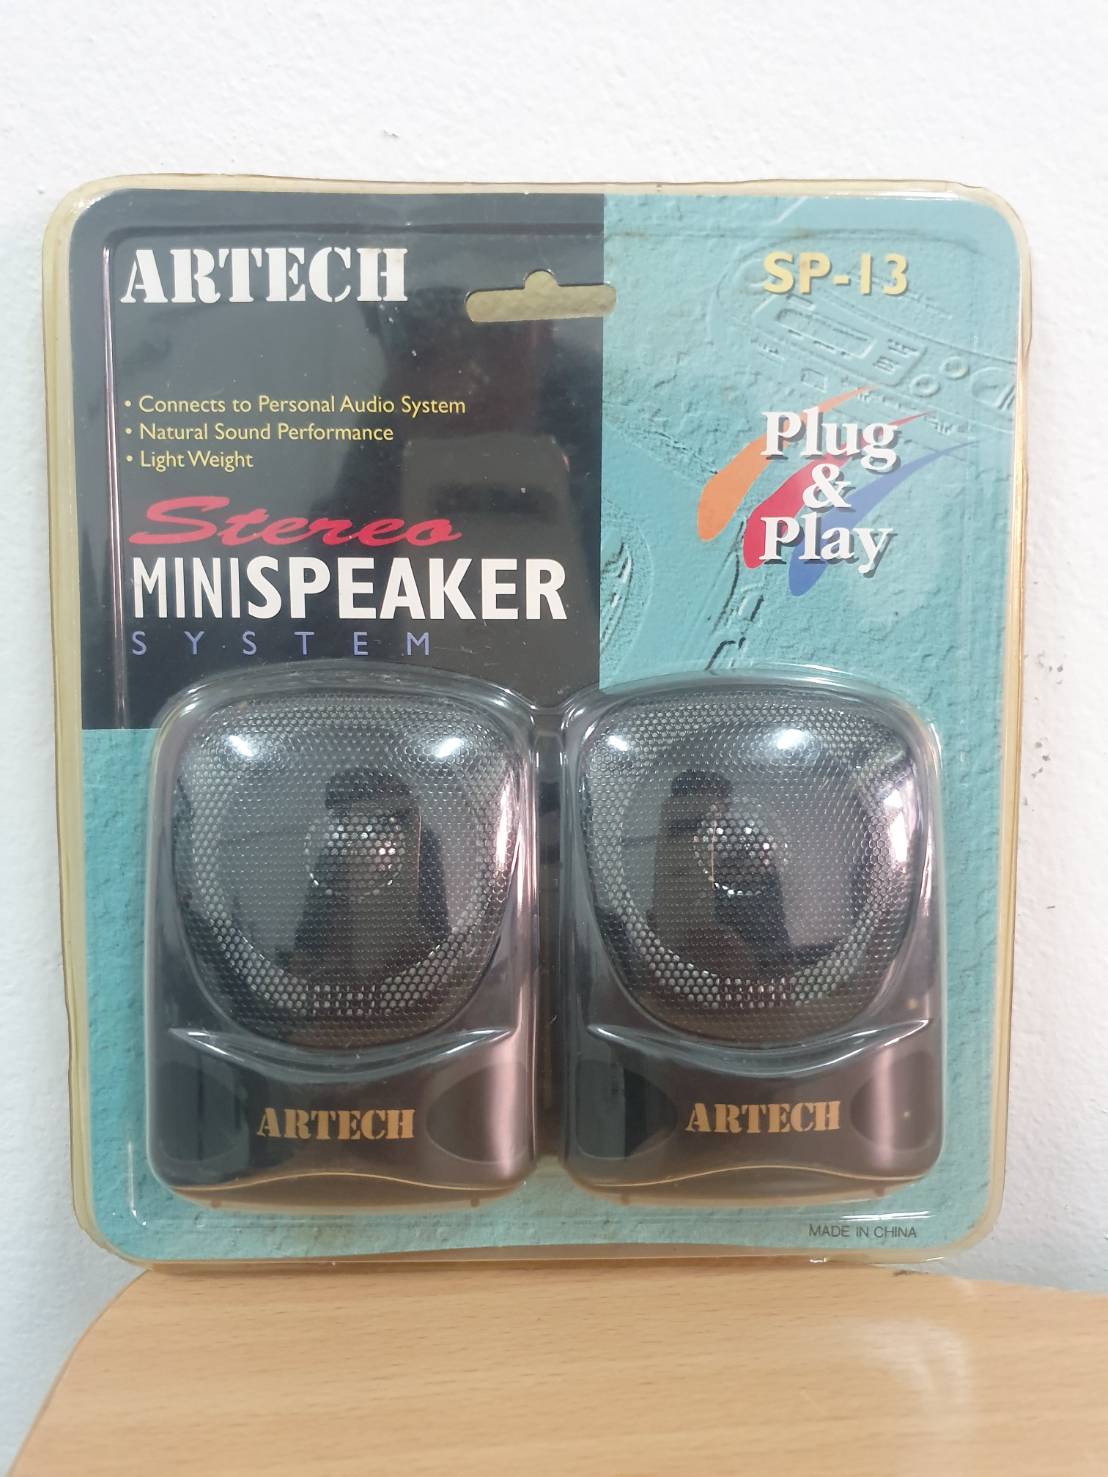 ARTECH
SP-13
• Connects to Personal Audio System
• Natural Sound Performance
• Light Weight
Plug
&
Play
Stereo
MINISPEAKER
SYSTEM
ARTECH
ARTECH
MADE IN CHINA